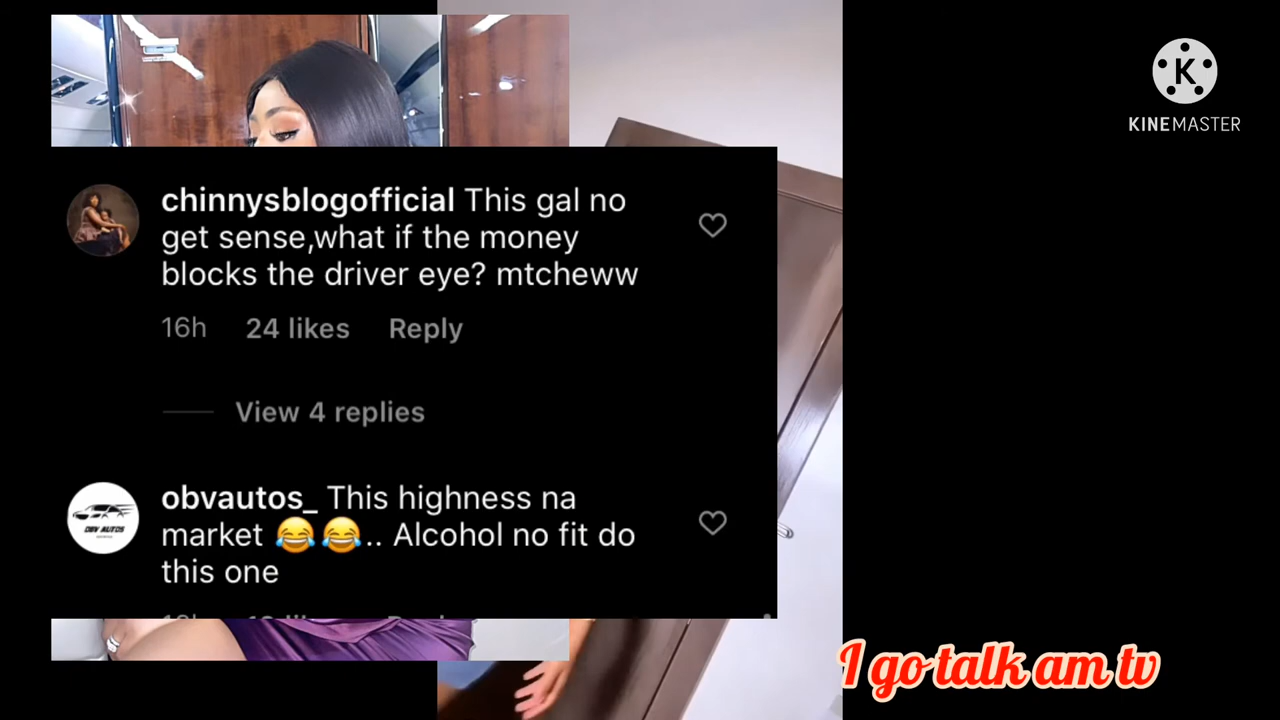 KINEMASTER
chinnysblogofficial This gal no
get sense,what if the money
blocks the driver eye? mtcheww
16h 24 likes Reply
View 4 replies
obvautos_ This highness na
market 😂😂.. Alcohol no fit do
this one
I go talk am tv